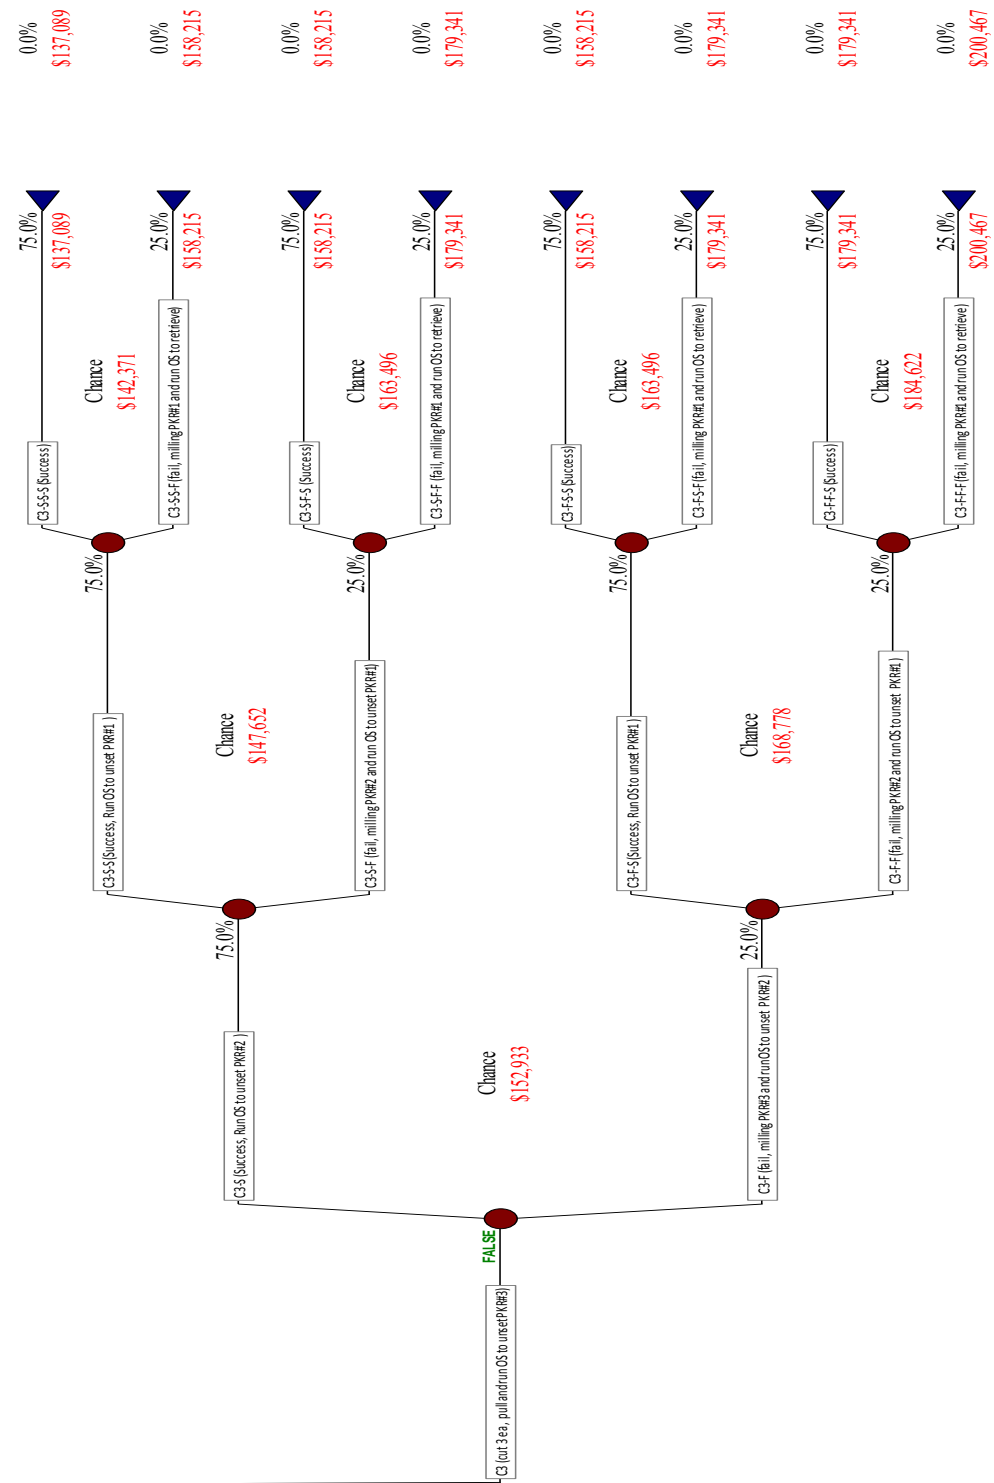 C3 (cut 3 ea, pull and run OS to unset PKR#3)
FALSE
Chance
$152,933
C3-S (Success, Run OS to unset PKR#2 )
75.0%
Chance
$147,652
C3-S-S (Success, Run OS to unset PKR#1 )
75.0%
Chance
$142,371
C3-S-S-S (Success)
75.0%
$137,089
0.0%
$137,089
C3-S-S-F (fail, milling PKR#1 and run OS to retrieve)
25.0%
$158,215
0.0%
$158,215
C3-S-F (fail, milling PKR#2 and run OS to unset PKR#1)
25.0%
Chance
$163,496
C3-S-F-S (Success)
75.0%
$158,215
0.0%
$158,215
C3-S-F-F (fail, milling PKR#1 and run OS to retrieve)
25.0%
$179,341
0.0%
$179,341
C3-F (fail, milling PKR#3 and run OS to unset PKR#2)
25.0%
Chance
$168,778
C3-F-S (Success, Run OS to unset PKR#1 )
75.0%
Chance
$163,496
C3-F-S-S (Success)
75.0%
$158,215
0.0%
$158,215
C3-F-S-F (fail, milling PKR#1 and run OS to retrieve)
25.0%
$179,341
0.0%
$179,341
C3-F-F (fail, milling PKR#2 and run OS to unset PKR#1 )
25.0%
Chance
$184,622
C3-F-F-S (Success)
75.0%
$179,341
0.0%
$179,341
C3-F-F-F (fail, milling PKR#1 and run OS to retrieve)
25.0%
$200,467
0.0%
$200,467